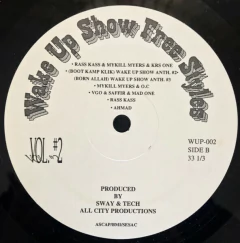 Wake Up Show Free Styles
• RAS KASS & MYKILL MYERS & KRS ONE
• (BOOT KAMP KLIK) WAKE UP SHOW ANTH. #2•
(BORN ALLAH) WAKE UP SHOW ANTH. #3
• MYKILL MYERS & O.C
• VGO & SAFFIR & MAD ONE
• RASS KASS
• AHMAD
VOL. #2
WUP-002
SIDE B
33 1/3
PRODUCED
BY
SWAY & TECH
ALL CITY PRODUCTIONS
ASCAP/BMI/SESAC